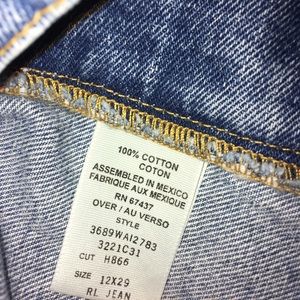 100% COTTON
COTON
ASSEMBLED IN MEXICO
FABRIQUE AUX MEXIQUE
RN 67437
OVER / AU VERSO
STYLE
3689WAI2783
3221C31
CUT H866
SIZE 12X29
RL JEAN